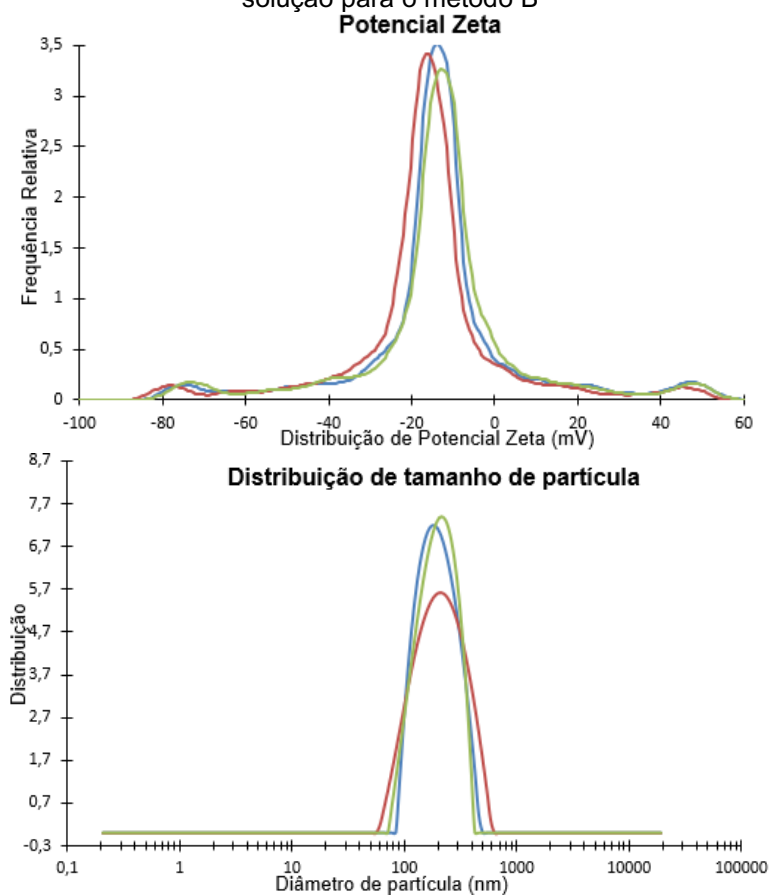 solução para o método B
Potencial Zeta
3,5
3
2,5
2
1,5
1
0,5
0
Frequência Relativa
-100 -80 -60 -40 -20 0 20 40 60
Distribuição de Potencial Zeta (mV)
Distribuição de tamanho de partícula
8,7
7,7
6,7
5,7
4,7
3,7
2,7
1,7
0,7
-0,3
Distribuição
0,1 1 10 100 1000 10000 100000
Diâmetro de partícula (nm)